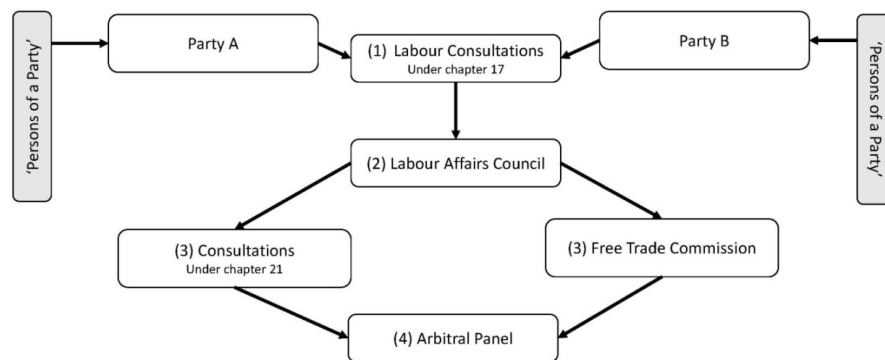 'Persons of a Party'
Party A
(1) Labour Consultations
Under chapter 17
Party B
'Persons of a Party'
(2) Labour Affairs Council
(3) Consultations
Under chapter 21
(3) Free Trade Commission
(4) Arbitral Panel